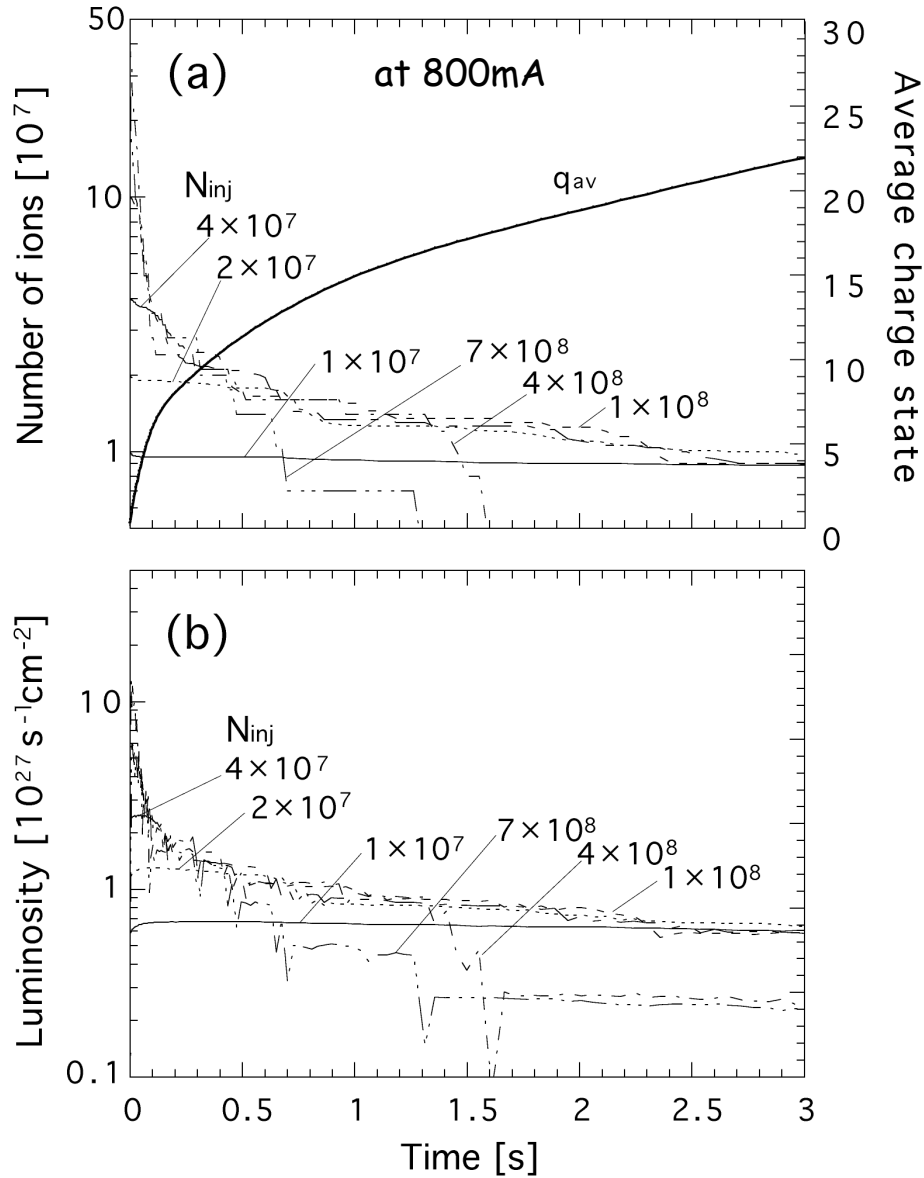 (a)
at 800mA
50
10
1
Number of ions [10⁷]
30
25
20
15
10
5
0
Average charge state
Ninj
4×10⁷
2×10⁷
1×10⁷
7×10⁸
4×10⁸
1×10⁸
qav
(b)
10
1
0.1
Luminosity [10²⁷s⁻¹cm⁻²]
Ninj
4×10⁷
2×10⁷
1×10⁷
7×10⁸
4×10⁸
1×10⁸
0 0.5 1 1.5 2 2.5 3
Time [s]